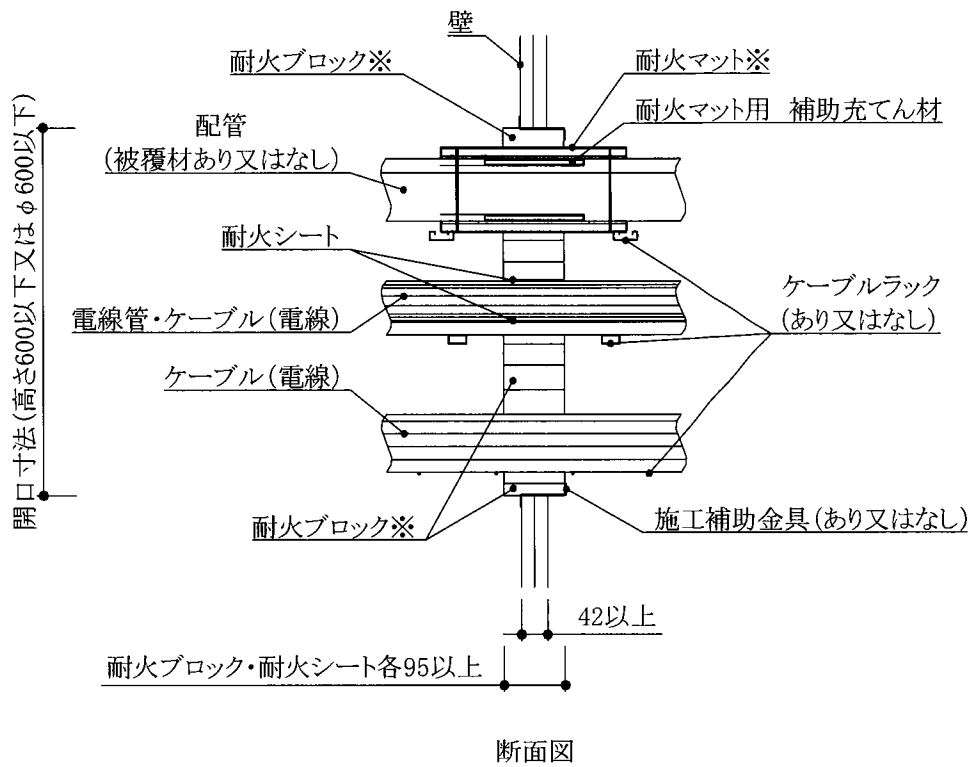 壁
耐火ブロック※
耐火マット※
耐火マット用 補助充てん材
配管
(被覆材あり又はなし)
開口寸法(高さ600以下又はφ600以下)
耐火シート
ケーブルラック
(あり又はなし)
電線管・ケーブル(電線)
ケーブル(電線)
耐火ブロック※
施工補助金具(あり又はなし)
42以上
耐火ブロック・耐火シート各95以上
断面図